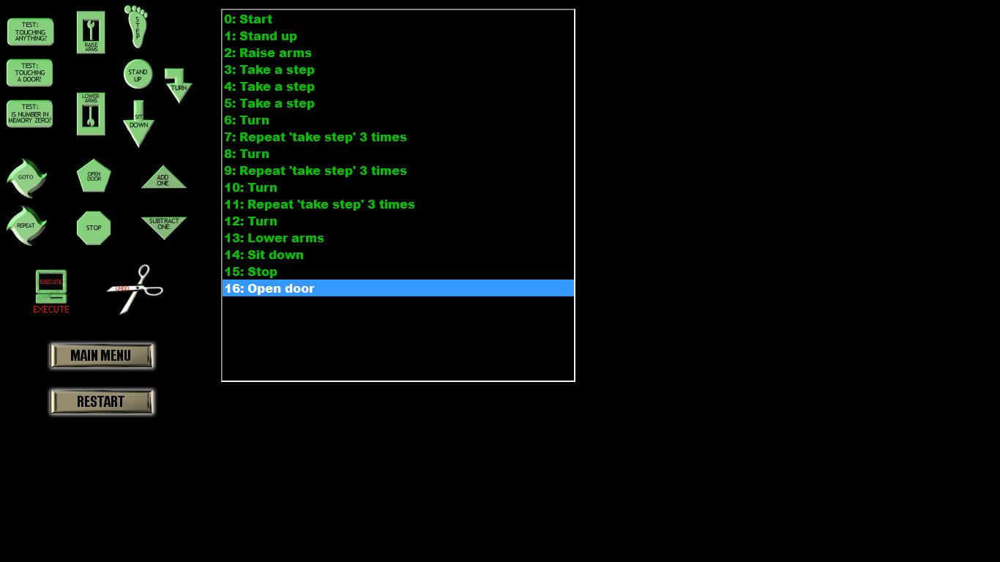 TEST:
TOUCHING
ANYTHING?
RAISE
ARMS
S
T
E
P
TEST:
TOUCHING
A DOOR?
STAND
UP
TURN
TEST:
IS NUMBER IN
MEMORY ZERO?
LOWER
ARMS
SIT
DOWN
GOTO
OPEN
DOOR
ADD
ONE
REPEAT
STOP
SUBTRACT
ONE
EXECUTE
EXECUTE
UNDO
MAIN MENU
RESTART
0: Start
1: Stand up
2: Raise arms
3: Take a step
4: Take a step
5: Take a step
6: Turn
7: Repeat 'take step' 3 times
8: Turn
9: Repeat 'take step' 3 times
10: Turn
11: Repeat 'take step' 3 times
12: Turn
13: Lower arms
14: Sit down
15: Stop
16: Open door